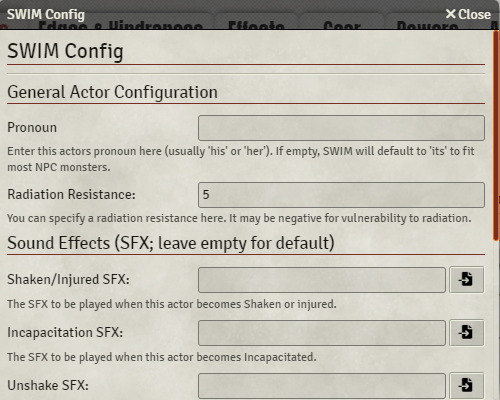 SWIM Config
Close
Edges & Hindrances Effects Gear Powers
SWIM Config
General Actor Configuration
Pronoun
Enter this actors pronoun here (usually 'his' or 'her'). If empty, SWIM will default to 'its' to fit
most NPC monsters.
Radiation Resistance: 5
You can specify a radiation resistance here. It may be negative for vulnerability to radiation.
Sound Effects (SFX; leave empty for default)
Shaken/Injured SFX:
The SFX to be played when this actor becomes Shaken or injured.
Incapacitation SFX:
The SFX to be played when this actor becomes Incapacitated.
Unshake SFX: